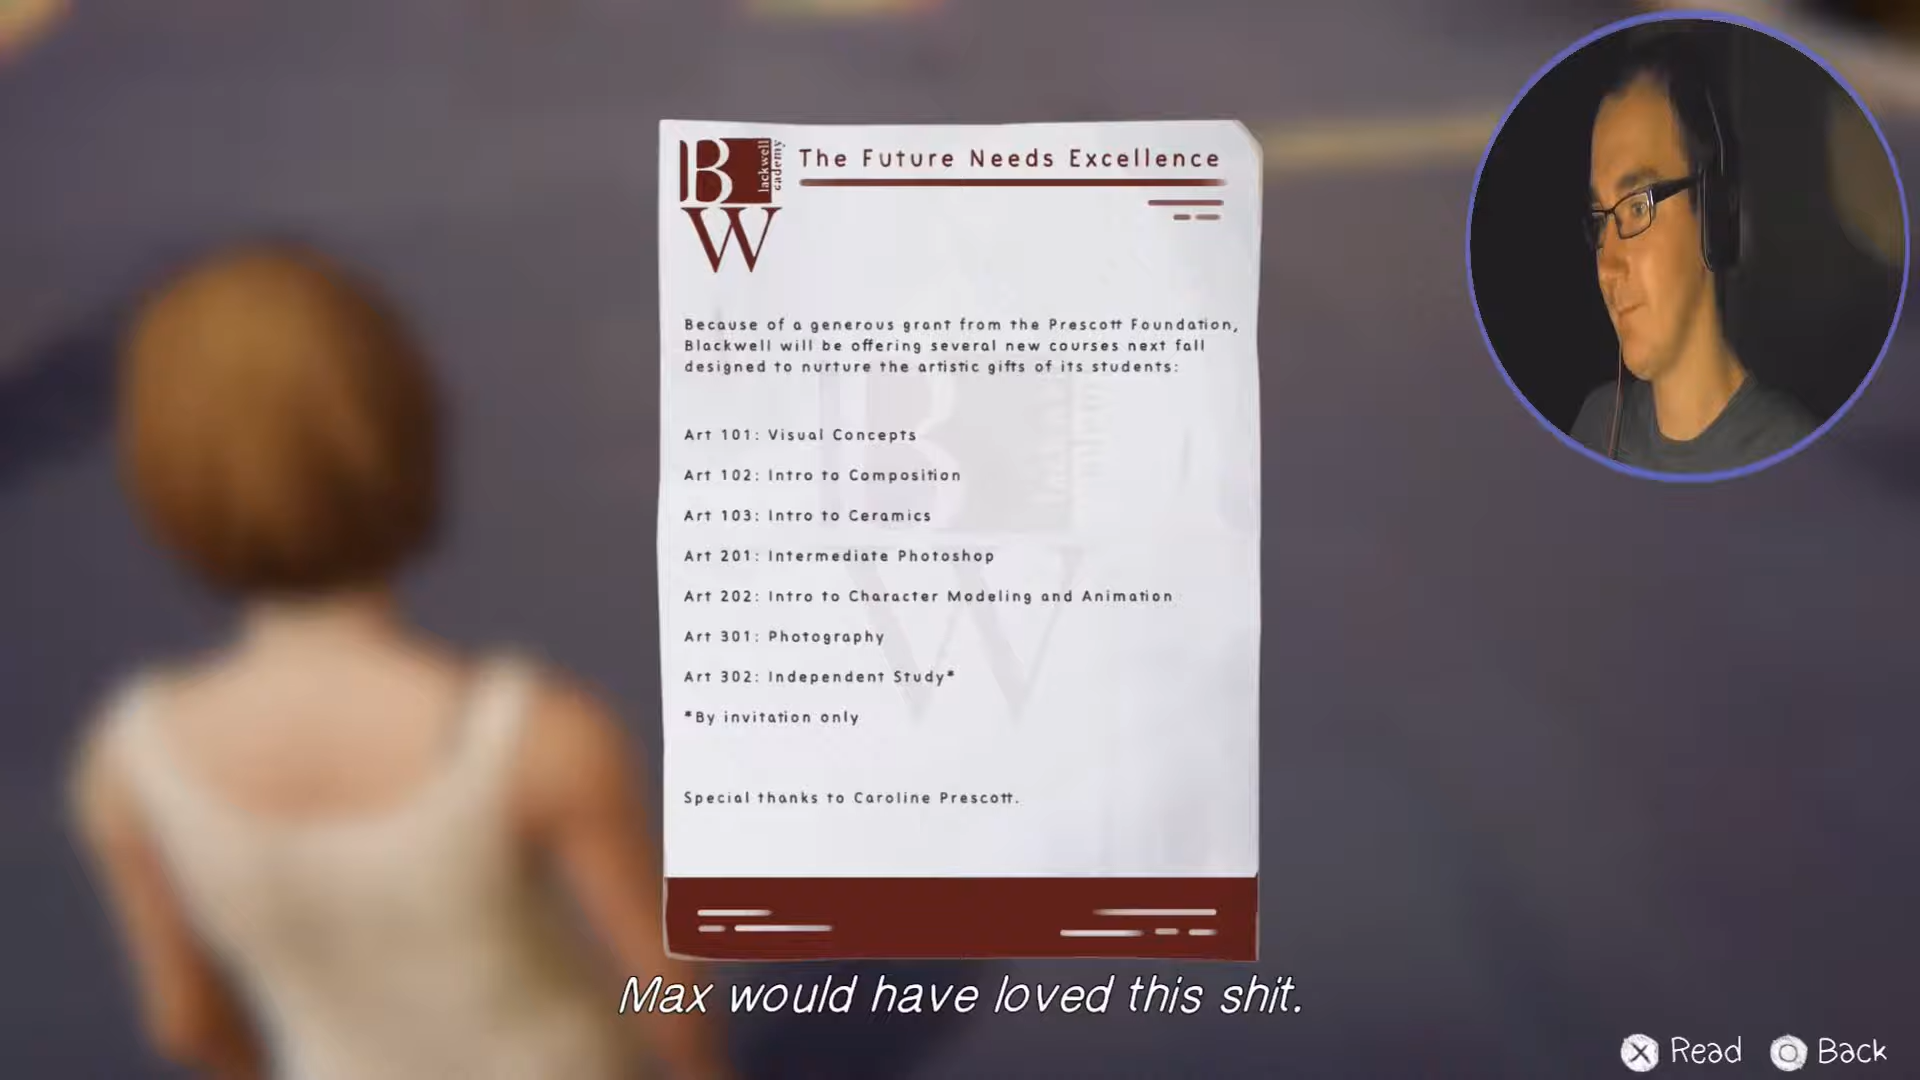 B
lackwell
cademy
W
The Future Needs Excellence
Because of a generous grant from the Prescott Foundation,
Blackwell will be offering several new courses next fall
designed to nurture the artistic gifts of its students:
Art 101: Visual Concepts
Art 102: Intro to Composition
Art 103: Intro to Ceramics
Art 201: Intermediate Photoshop
Art 202: Intro to Character Modeling and Animation
Art 301: Photography
Art 302: Independent Study*
*By invitation only
Special thanks to Caroline Prescott.
Max would have loved this shit.
X Read O Back